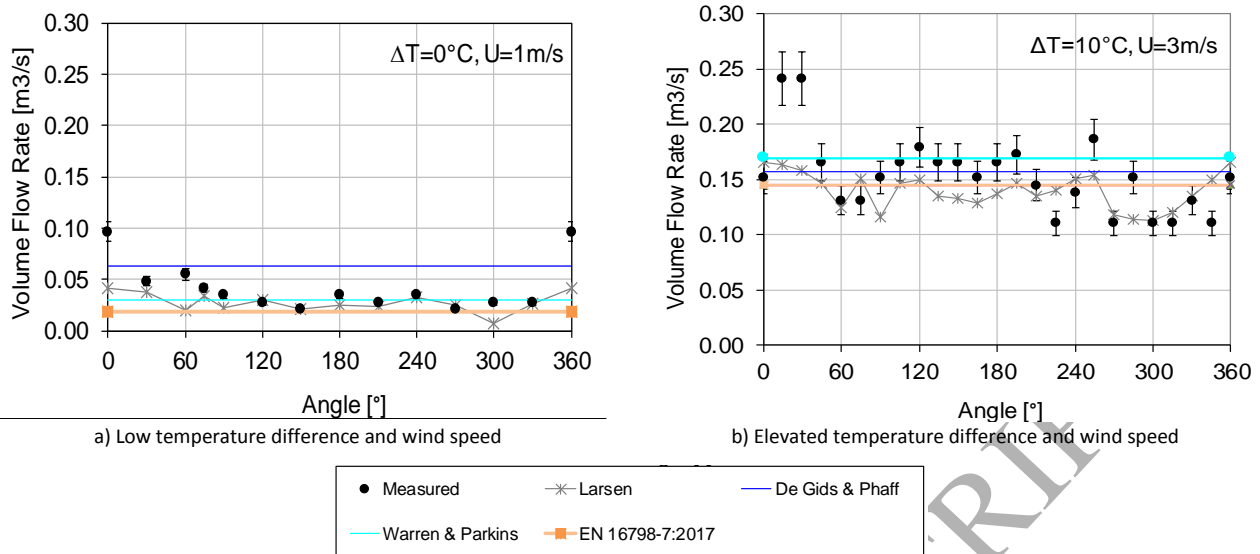 ΔT=0°C, U=1m/s
Volume Flow Rate [m3/s]
0.30
0.25
0.20
0.15
0.10
0.05
0.00
0 60 120 180 240 300 360
Angle [°]
a) Low temperature difference and wind speed
ΔT=10°C, U=3m/s
Volume Flow Rate [m3/s]
0.30
0.25
0.20
0.15
0.10
0.05
0.00
0 60 120 180 240 300 360
Angle [°]
b) Elevated temperature difference and wind speed
Measured Larsen De Gids & Phaff
Warren & Parkins EN 16798-7:2017